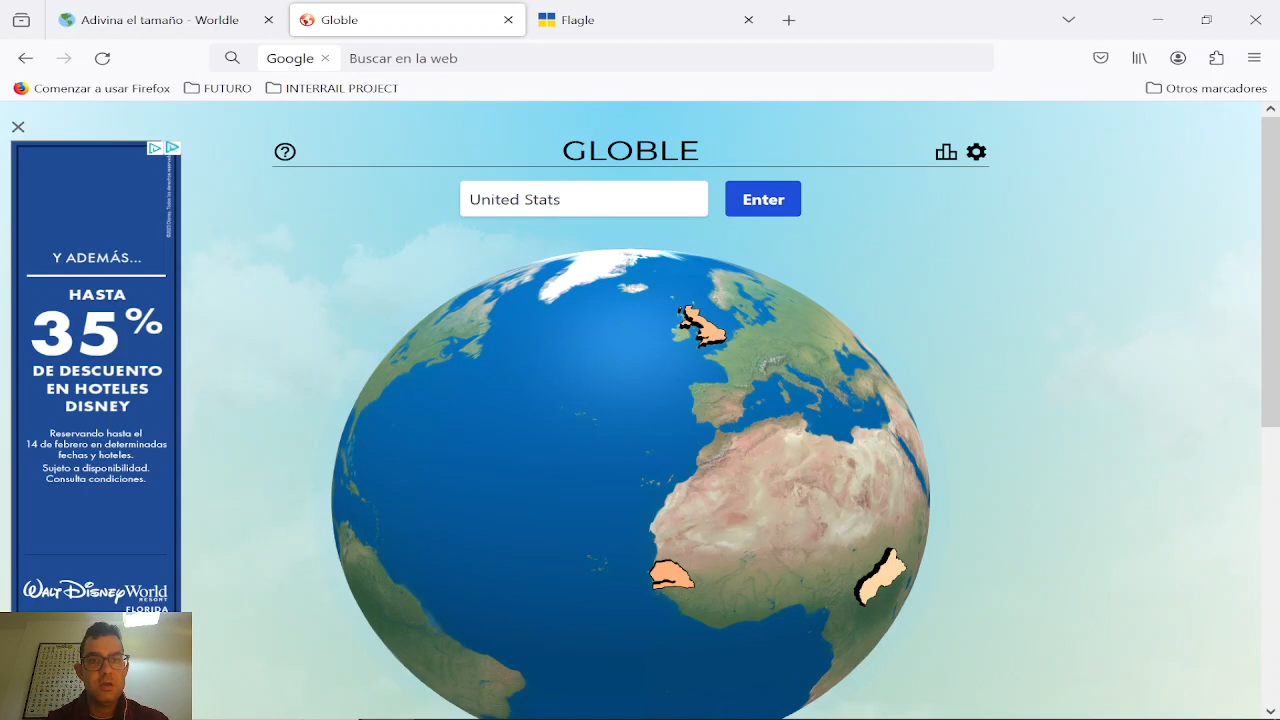 Adivina el tamaño - Worldle
Globle
Flagle
Google
Buscar en la web
Comenzar a usar Firefox
FUTURO
INTERRAIL PROJECT
Otros marcadores
GLOBLE
United Stats
Enter
Y ADEMÁS...
HASTA
35%
DE DESCUENTO
EN HOTELES
DISNEY
Reservando hasta el
14 de febrero en determinadas
fechas y hoteles.
Sujeto a disponibilidad.
Consulta condiciones.
WALT DISNEY World
RESORT
FLORIDA